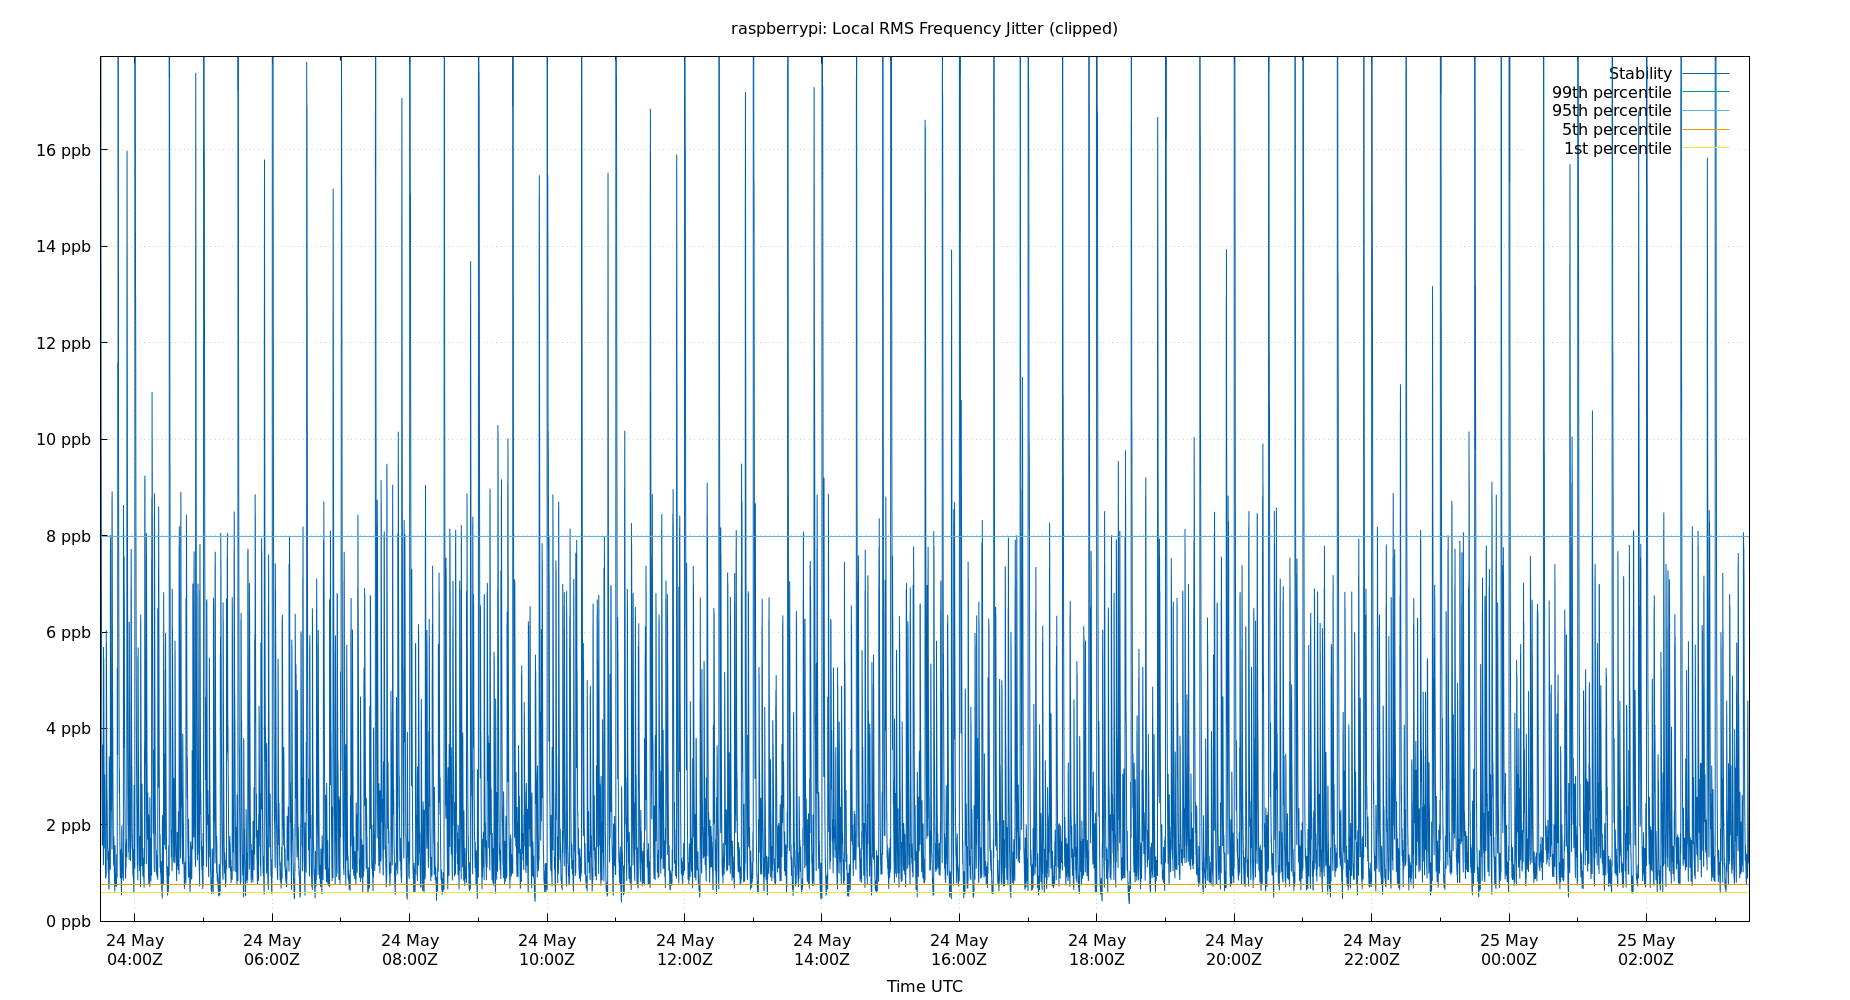 raspberrypi: Local RMS Frequency Jitter (clipped)
Stability
99th percentile
95th percentile
5th percentile
1st percentile
16 ppb
14 ppb
12 ppb
10 ppb
8 ppb
6 ppb
4 ppb
2 ppb
0 ppb
24 May 24 May 24 May 24 May 24 May 24 May 24 May 24 May 24 May 24 May 25 May 25 May
04:00Z 06:00Z 08:00Z 10:00Z 12:00Z 14:00Z 16:00Z 18:00Z 20:00Z 22:00Z 00:00Z 02:00Z
Time UTC